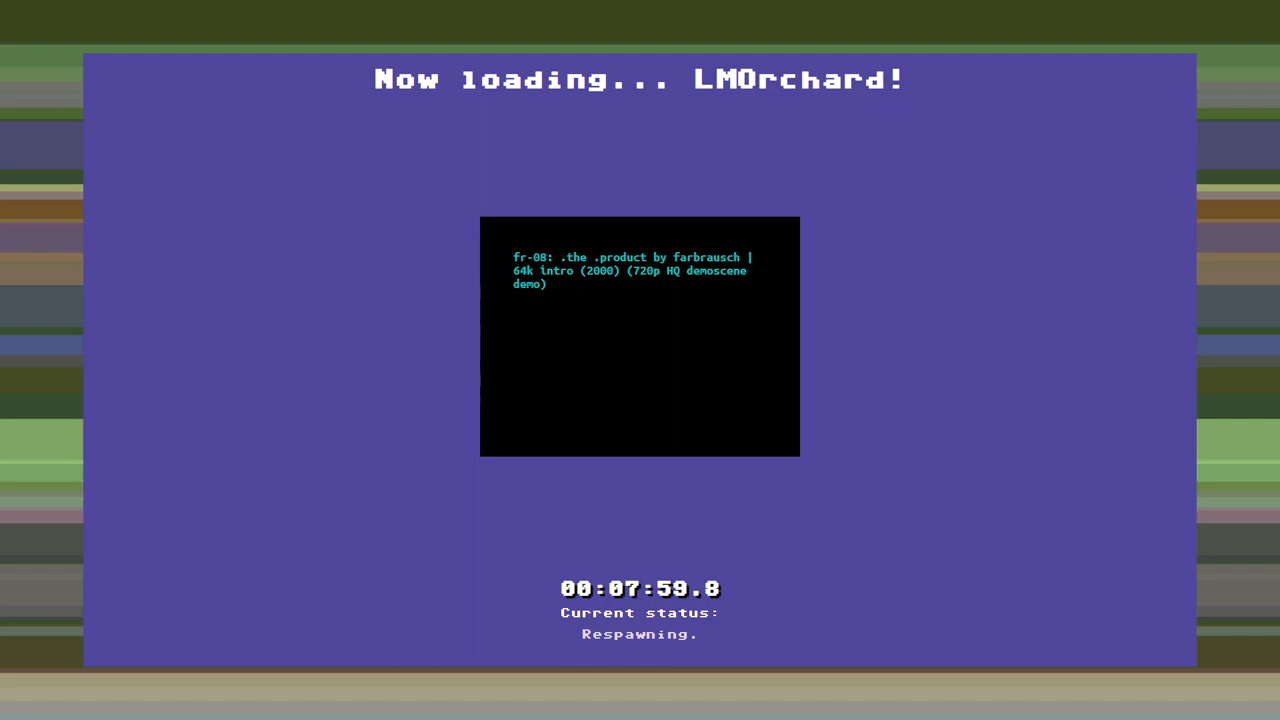 Now loading... LMOrchard!
fr-08: .the .product by farbrausch |
64k intro (2000) (720p HQ demoscene
demo)
00:07:59.8
Current status:
Respawning.